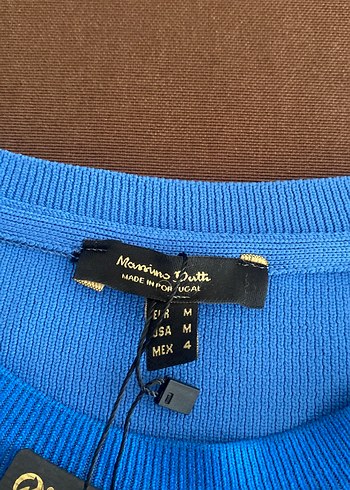 Massimo Dutti
MADE IN PORTUGAL
EUR M
USA M
MEX 4